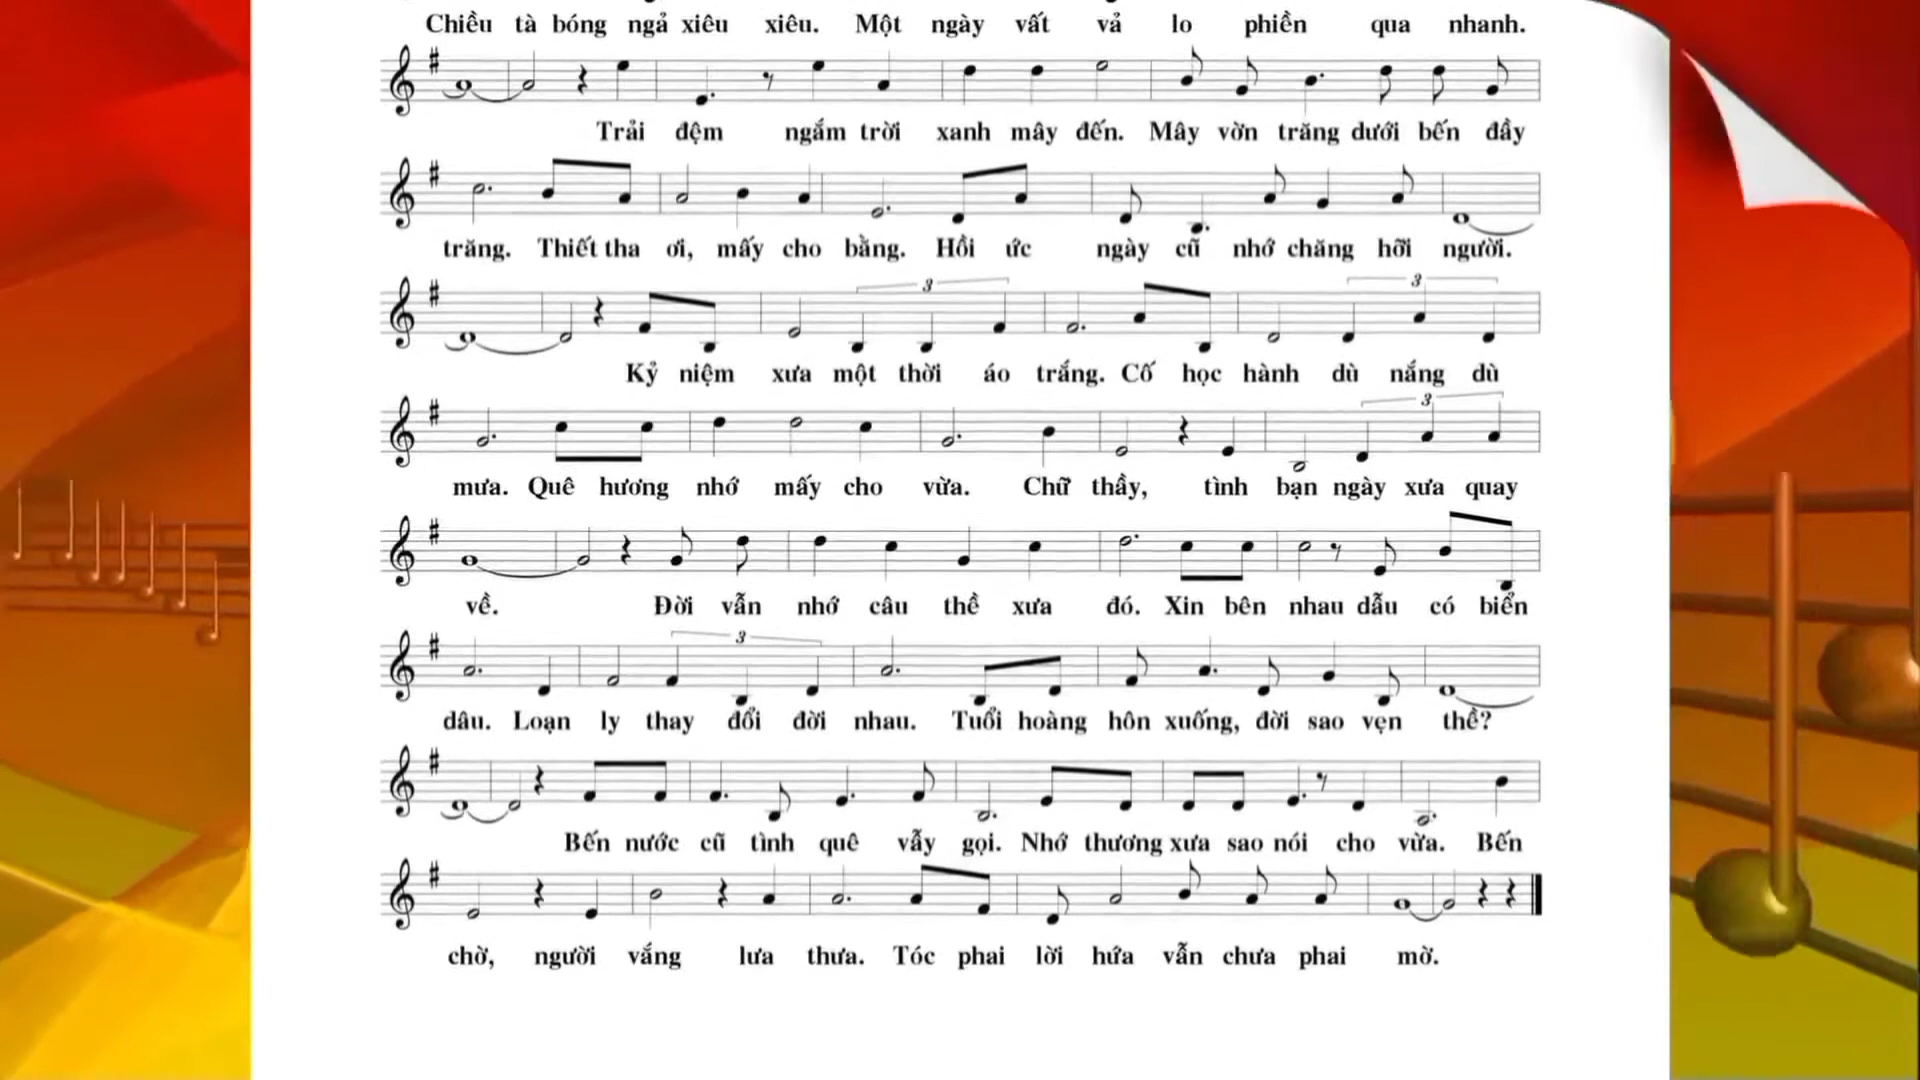 Chiều tà bóng ngả xiêu xiêu. Một ngày vất vả lo phiền qua nhanh.
Trải đệm ngắm trời xanh mây đến. Mây vờn trăng dưới bến đầy
trăng. Thiết tha ơi, mấy cho bằng. Hồi ức ngày cũ nhớ chăng hỡi người.
3 3
Kỷ niệm xưa một thời áo trắng. Cố học hành dù nắng dù
3
mưa. Quê hương nhớ mấy cho vừa. Chữ thầy, tình bạn ngày xưa quay
về. Đời vẫn nhớ câu thề xưa đó. Xin bên nhau dẫu có biển
3
dâu. Loạn ly thay đổi đời nhau. Tuổi hoàng hôn xuống, đời sao vẹn thề?
Bến nước cũ tình quê vẫy gọi. Nhớ thương xưa sao nói cho vừa. Bến
chờ, người vắng lưa thưa. Tóc phai lời hứa vẫn chưa phai mờ.